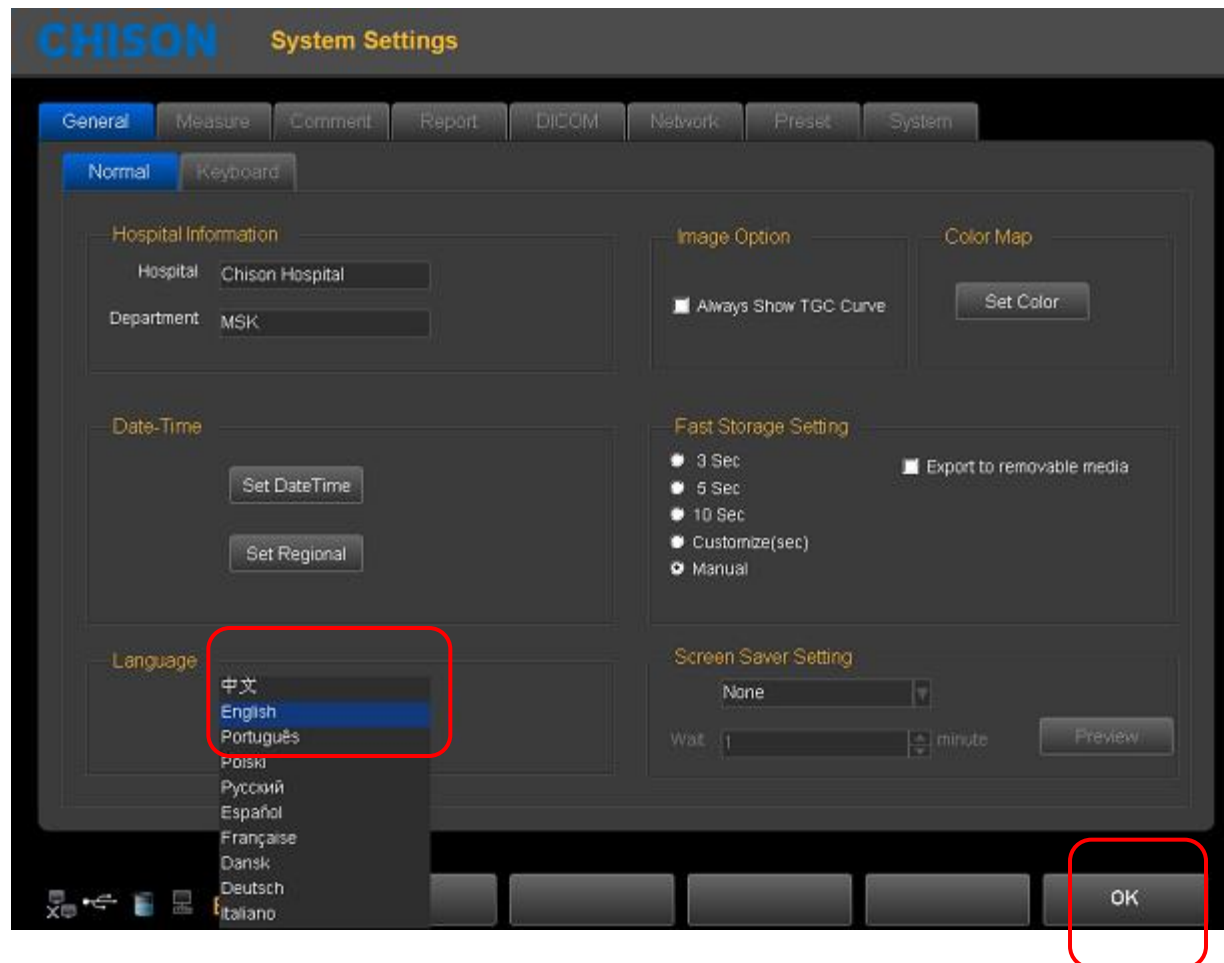 CHISON System Settings
General Measure Comment Report DICOM Network Preset System
Normal Keyboard
Hospital Information
Hospital Chison Hospital
Department MSK
Image Option
Always Show TGC Curve
Color Map
Set Color
Date-Time
Set DateTime
Set Regional
Fast Storage Setting
3 Sec
5 Sec
10 Sec
Customize(sec)
Manual
Export to removable media
Language
中文
English
Português
Polski
Русский
Español
Française
Dansk
Deutsch
Italiano
Screen Saver Setting
None
Wait 1 minute
Preview
OK